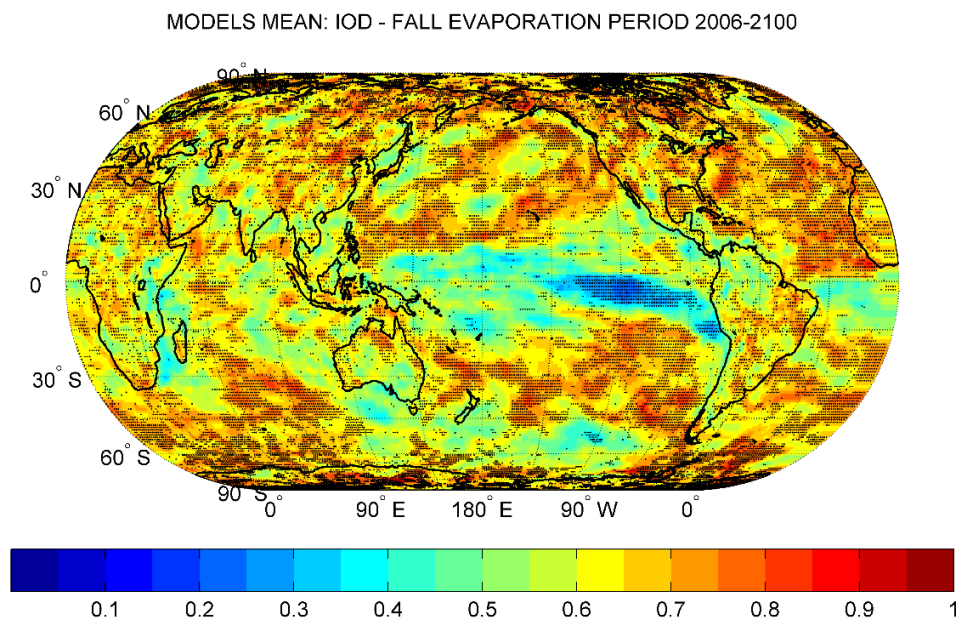 MODELS MEAN: IOD - FALL EVAPORATION PERIOD 2006-2100
90° N
60° N
30° N
0°
30° S
60° S
90° S
0° 90° E 180° E 90° W 0°
0.1 0.2 0.3 0.4 0.5 0.6 0.7 0.8 0.9 1